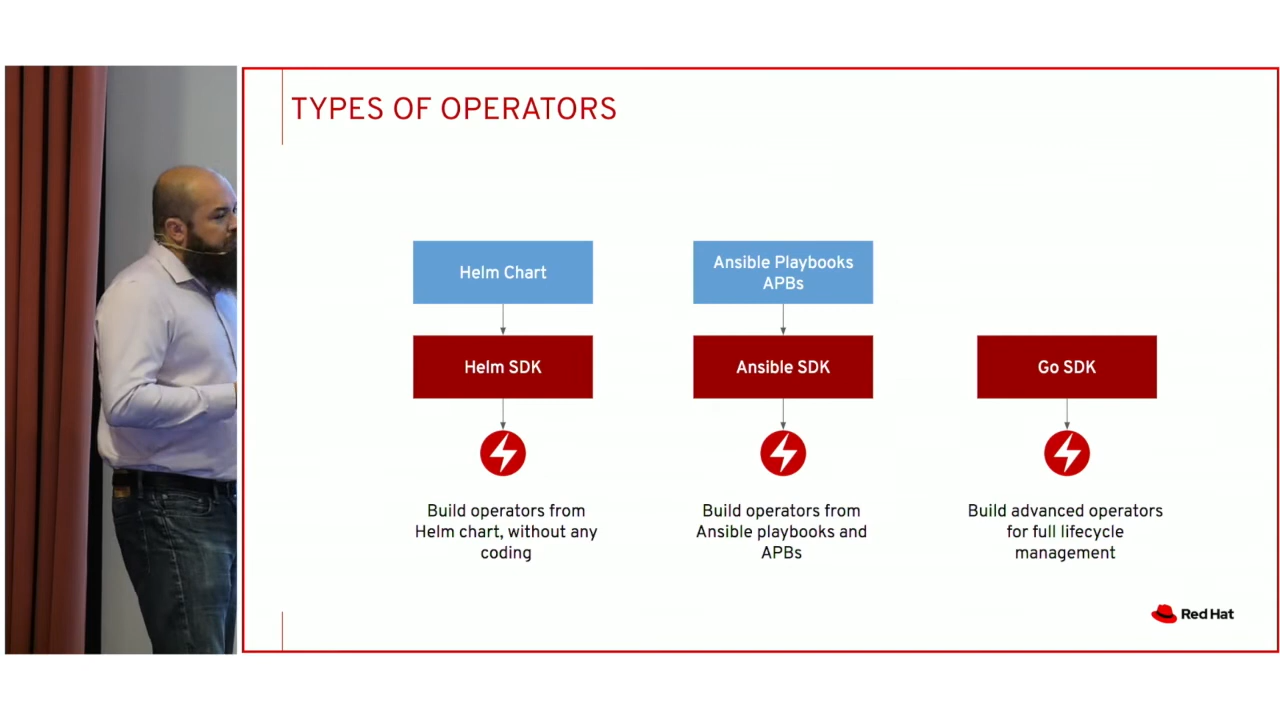 TYPES OF OPERATORS
Helm Chart
Ansible Playbooks
APBs
Helm SDK
Ansible SDK
Go SDK
Build operators from
Helm chart, without any
coding
Build operators from
Ansible playbooks and
APBs
Build advanced operators
for full lifecycle
management
Red Hat